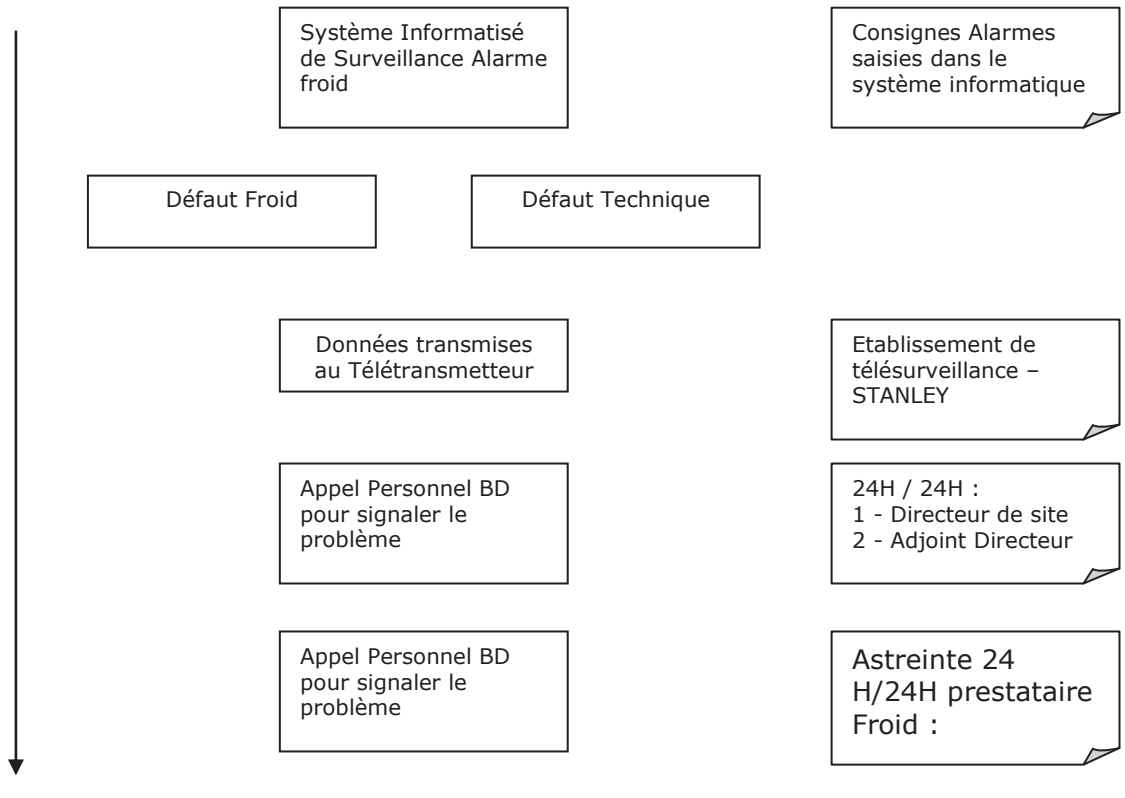 Système Informatisé
de Surveillance Alarme
froid
Consignes Alarmes
saisies dans le
système informatique
Défaut Froid
Défaut Technique
Données transmises
au Télétransmetteur
Etablissement de
télésurveillance –
STANLEY
Appel Personnel BD
pour signaler le
problème
24H / 24H :
1 - Directeur de site
2 - Adjoint Directeur
Appel Personnel BD
pour signaler le
problème
Astreinte 24
H/24H prestataire
Froid :